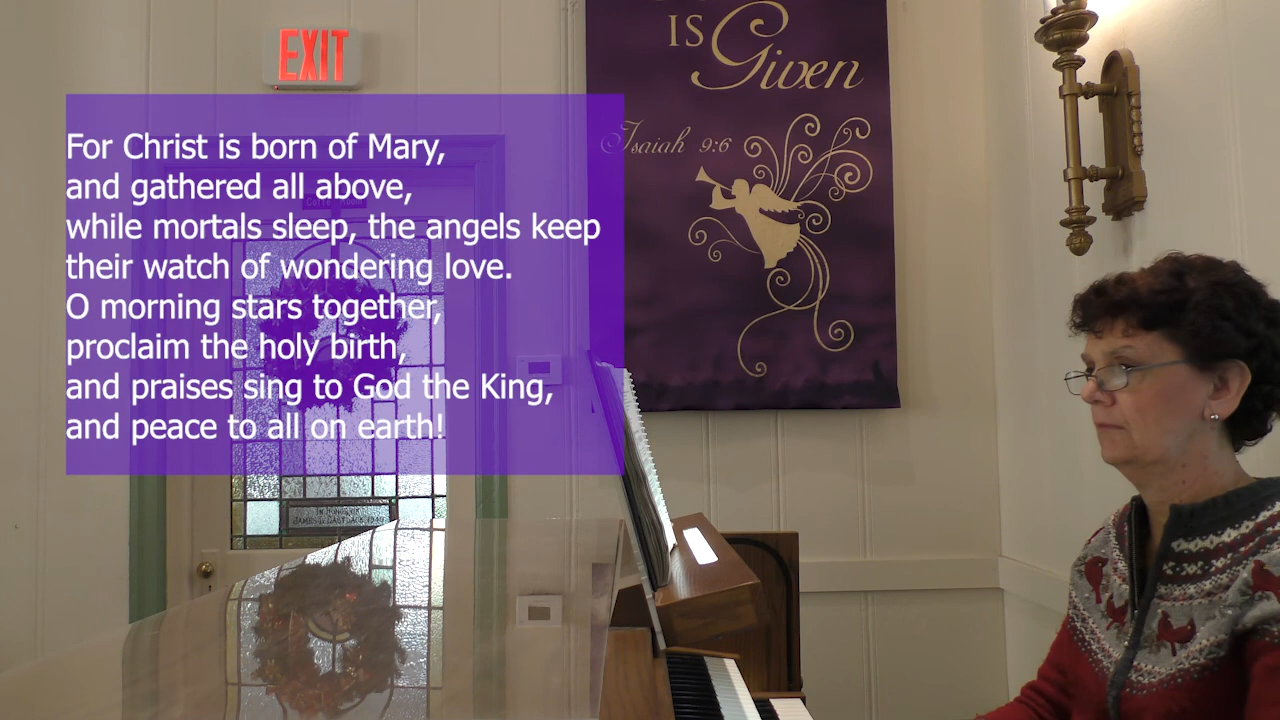 EXIT
IS Given
Isaiah 9:6
For Christ is born of Mary,
and gathered all above,
while mortals sleep, the angels keep
their watch of wondering love.
O morning stars together,
proclaim the holy birth,
and praises sing to God the King,
and peace to all on earth!